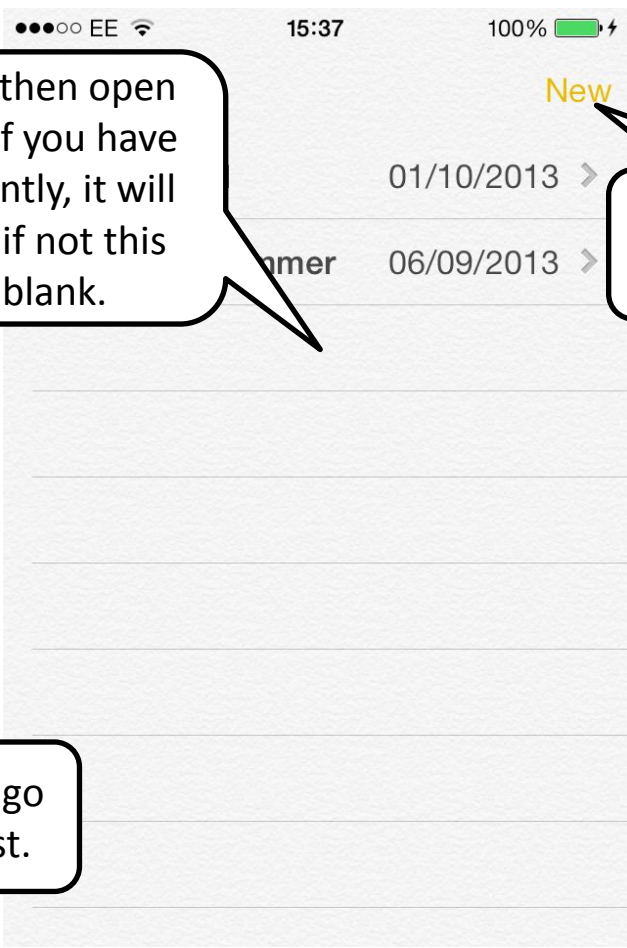 EE 15:37 100%
New
then open
f you have
ntly, it will
if not this
blank.
01/10/2013
mmer 06/09/2013
go
st.